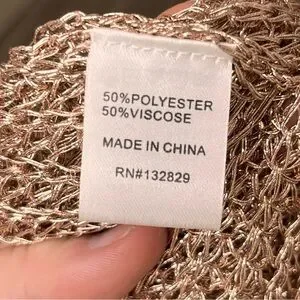 50%POLYESTER
50%VISCOSE
MADE IN CHINA
RN#132829